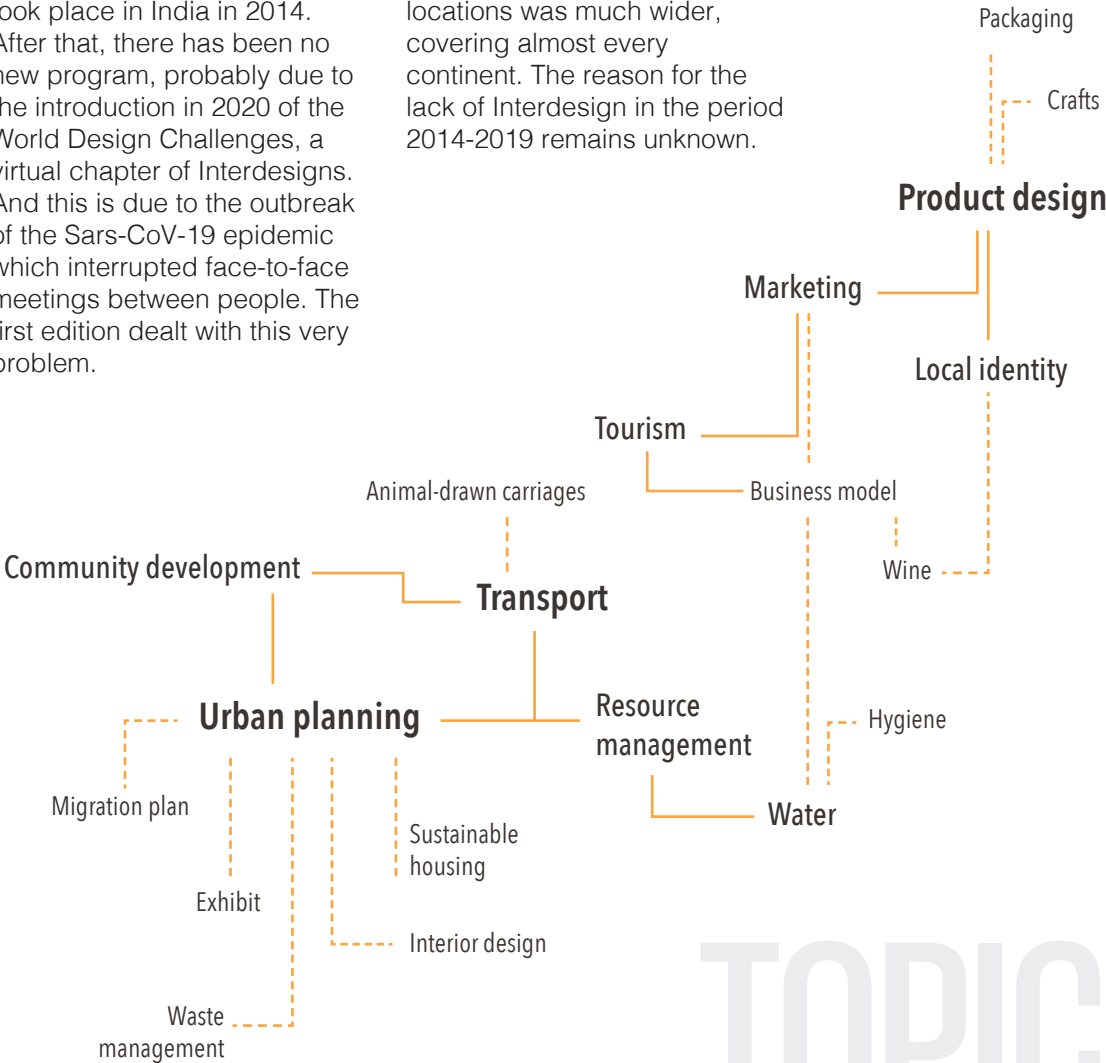 took place in India in 2014.
After that, there has been no
new program, probably due to
the introduction in 2020 of the
World Design Challenges, a
virtual chapter of Interdesigns.
And this is due to the outbreak
of the Sars-CoV-19 epidemic
which interrupted face-to-face
meetings between people. The
first edition dealt with this very
problem.
locations was much wider,
covering almost every
continent. The reason for the
lack of Interdesign in the period
2014-2019 remains unknown.
Packaging
Crafts
Product design
Marketing
Local identity
Tourism
Animal-drawn carriages
Business model
Community development
Wine
Transport
Urban planning
Resource
management
Hygiene
Migration plan
Water
Sustainable
housing
Exhibit
Interior design
Waste
management
TOPIC